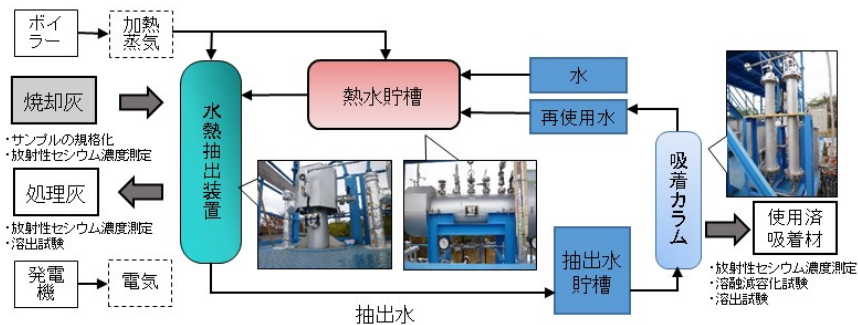 ボイ
ラー
加熱
蒸気
焼却灰
・サンプルの規格化
・放射性セシウム濃度測定
処理灰
・放射性セシウム濃度測定
・溶出試験
発電
機
電気
水熱抽出装置
熱水貯槽
水
再使用水
吸着カラム
抽出水
貯槽
抽出水
使用済
吸着材
・放射性セシウム濃度測定
・溶融減容化試験
・溶出試験